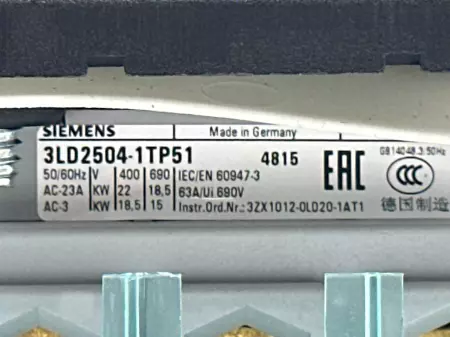 SIEMENS Made in Germany
3LD2504-1TP51 4815
50/60Hz V 400 690 IEC/EN 60947-3
AC-23A KW 22 18,5 63A/Ui 690V
AC-3 KW 18,5 15 Instr.Ord.Nr.: 3ZX1012-0LD20-1AT1
EAC
GB14048.3;50Hz
CCC
德国制造